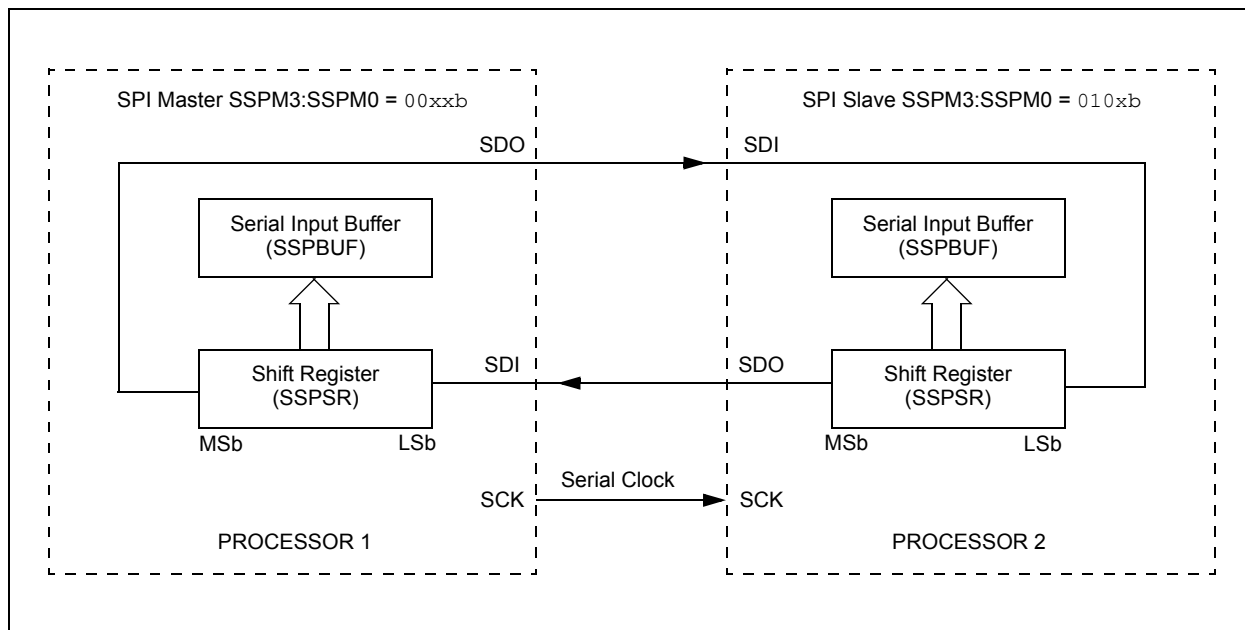 SPI Master SSPM3:SSPM0 = 00xxb
SDO
Serial Input Buffer
(SSPBUF)
Shift Register
(SSPSR)
MSb
LSb
SDI
SCK
PROCESSOR 1
Serial Clock
SPI Slave SSPM3:SSPM0 = 010xb
SDI
Serial Input Buffer
(SSPBUF)
SDO
Shift Register
(SSPSR)
MSb
LSb
SCK
PROCESSOR 2